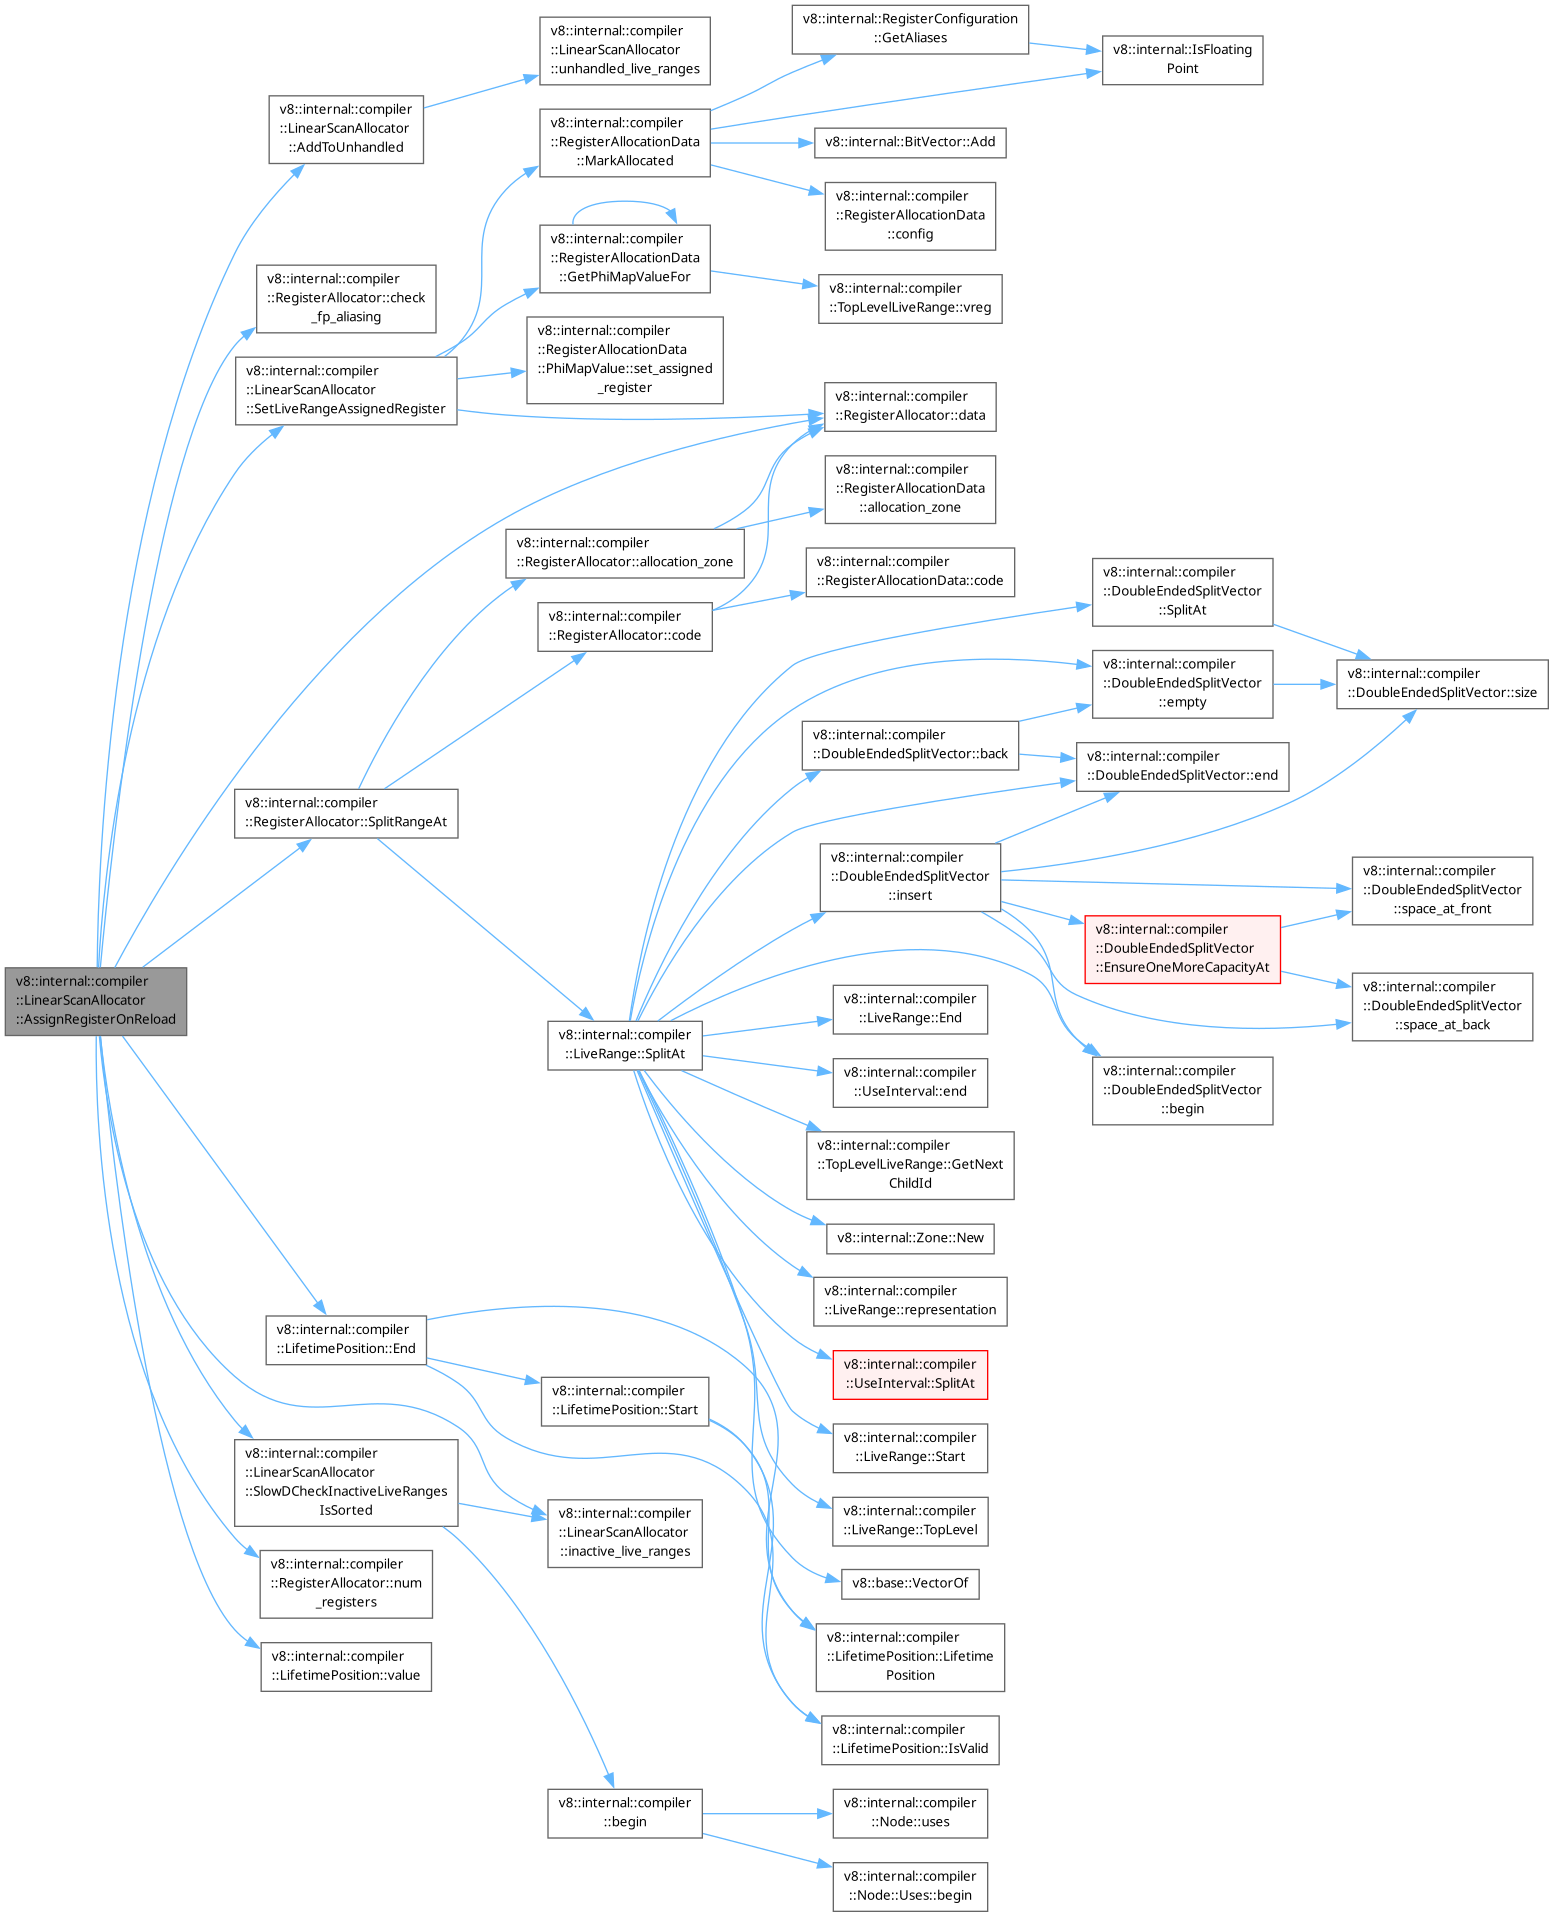 v8::internal::compiler
::LinearScanAllocator
::AssignRegisterOnReload
v8::internal::compiler
::LinearScanAllocator
::AddToUnhandled
v8::internal::compiler
::RegisterAllocator::check
_fp_aliasing
v8::internal::compiler
::LinearScanAllocator
::SetLiveRangeAssignedRegister
v8::internal::compiler
::RegisterAllocator::SplitRangeAt
v8::internal::compiler
::LifetimePosition::End
v8::internal::compiler
::LinearScanAllocator
::SlowDCheckInactiveLiveRanges
IsSorted
v8::internal::compiler
::RegisterAllocator::num
_registers
v8::internal::compiler
::LifetimePosition::value
v8::internal::compiler
::LinearScanAllocator
::unhandled_live_ranges
v8::internal::compiler
::RegisterAllocationData
::MarkAllocated
v8::internal::compiler
::RegisterAllocationData
::GetPhiMapValueFor
v8::internal::compiler
::RegisterAllocationData
::PhiMapValue::set_assigned
_register
v8::internal::compiler
::RegisterAllocator::allocation_zone
v8::internal::compiler
::RegisterAllocator::code
v8::internal::compiler
::LiveRange::SplitAt
v8::internal::compiler
::LifetimePosition::Start
v8::internal::compiler
::LinearScanAllocator
::inactive_live_ranges
v8::internal::compiler
::begin
v8::internal::RegisterConfiguration
::GetAliases
v8::internal::BitVector::Add
v8::internal::compiler
::RegisterAllocationData
::config
v8::internal::compiler
::TopLevelLiveRange::vreg
v8::internal::compiler
::RegisterAllocator::data
v8::internal::compiler
::RegisterAllocationData
::allocation_zone
v8::internal::compiler
::RegisterAllocationData::code
v8::internal::compiler
::DoubleEndedSplitVector::back
v8::internal::compiler
::DoubleEndedSplitVector
::insert
v8::internal::compiler
::LiveRange::End
v8::internal::compiler
::UseInterval::end
v8::internal::compiler
::TopLevelLiveRange::GetNext
ChildId
v8::internal::Zone::New
v8::internal::compiler
::LiveRange::representation
v8::internal::compiler
::UseInterval::SplitAt
v8::internal::compiler
::LiveRange::Start
v8::internal::compiler
::LiveRange::TopLevel
v8::base::VectorOf
v8::internal::compiler
::LifetimePosition::Lifetime
Position
v8::internal::compiler
::LifetimePosition::IsValid
v8::internal::compiler
::Node::uses
v8::internal::compiler
::Node::Uses::begin
v8::internal::IsFloating
Point
v8::internal::compiler
::DoubleEndedSplitVector
::SplitAt
v8::internal::compiler
::DoubleEndedSplitVector
::empty
v8::internal::compiler
::DoubleEndedSplitVector::end
v8::internal::compiler
::DoubleEndedSplitVector
::EnsureOneMoreCapacityAt
v8::internal::compiler
::DoubleEndedSplitVector
::begin
v8::internal::compiler
::DoubleEndedSplitVector::size
v8::internal::compiler
::DoubleEndedSplitVector
::space_at_front
v8::internal::compiler
::DoubleEndedSplitVector
::space_at_back